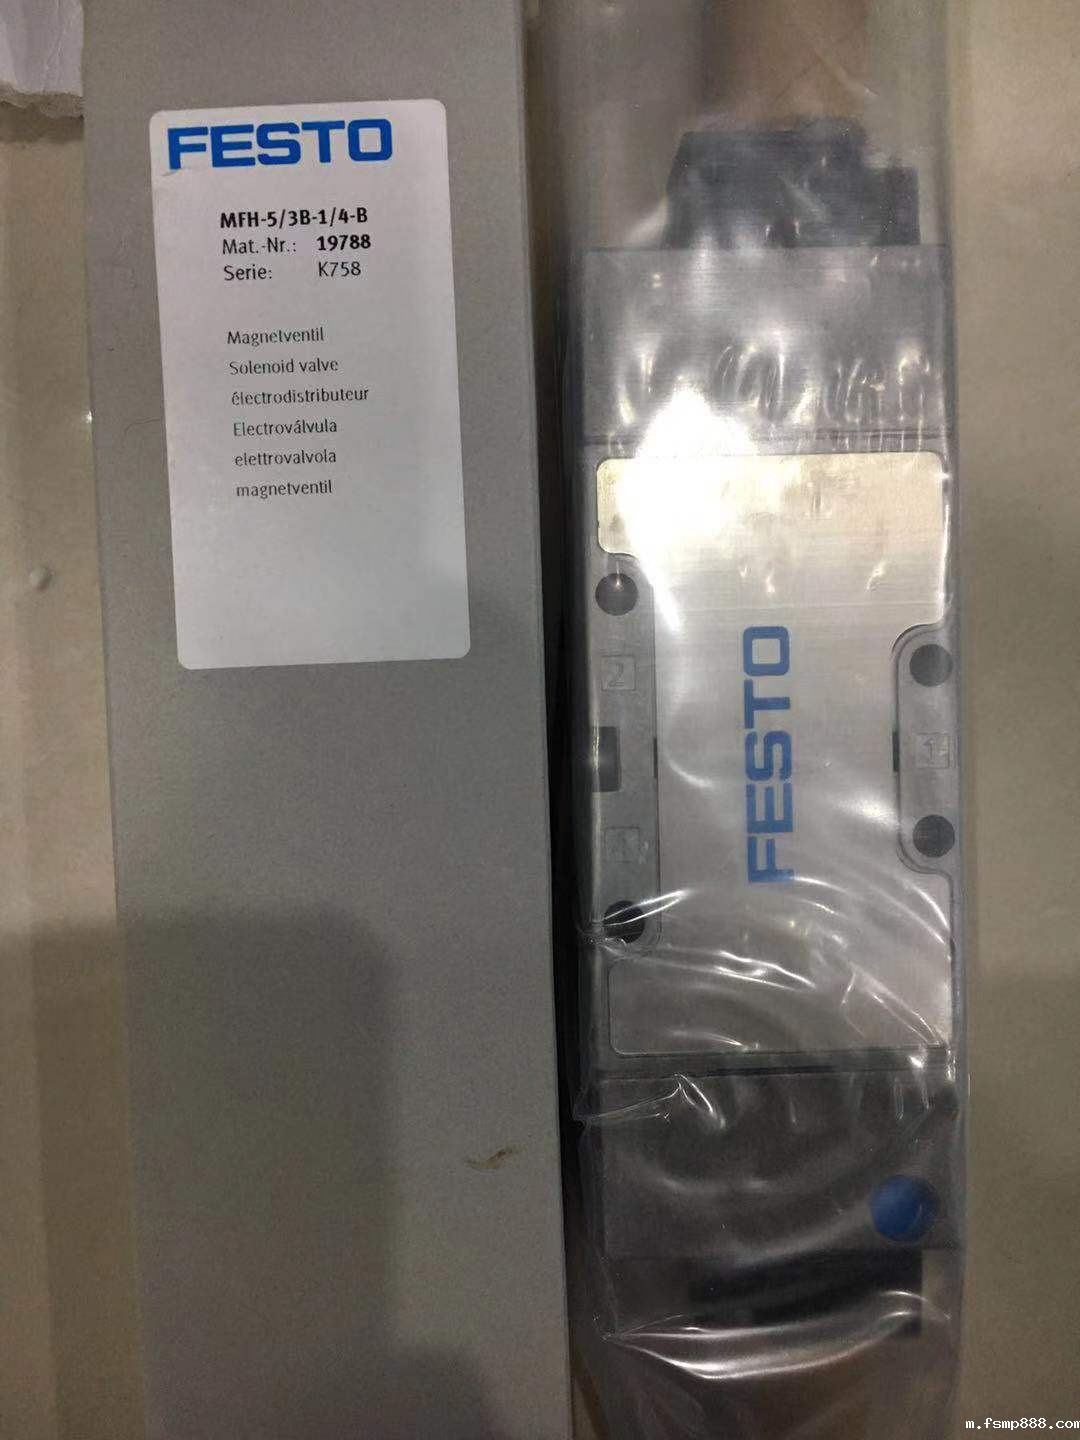 FESTO
MFH-5/3B-1/4-B
Mat.-Nr.: 19788
Serie: K758
Magnetventil
Solenoid valve
électrodistributeur
Electroválvula
elettrovalvola
magnetventil
2
4
FESTO
1
m.fsmp888.com